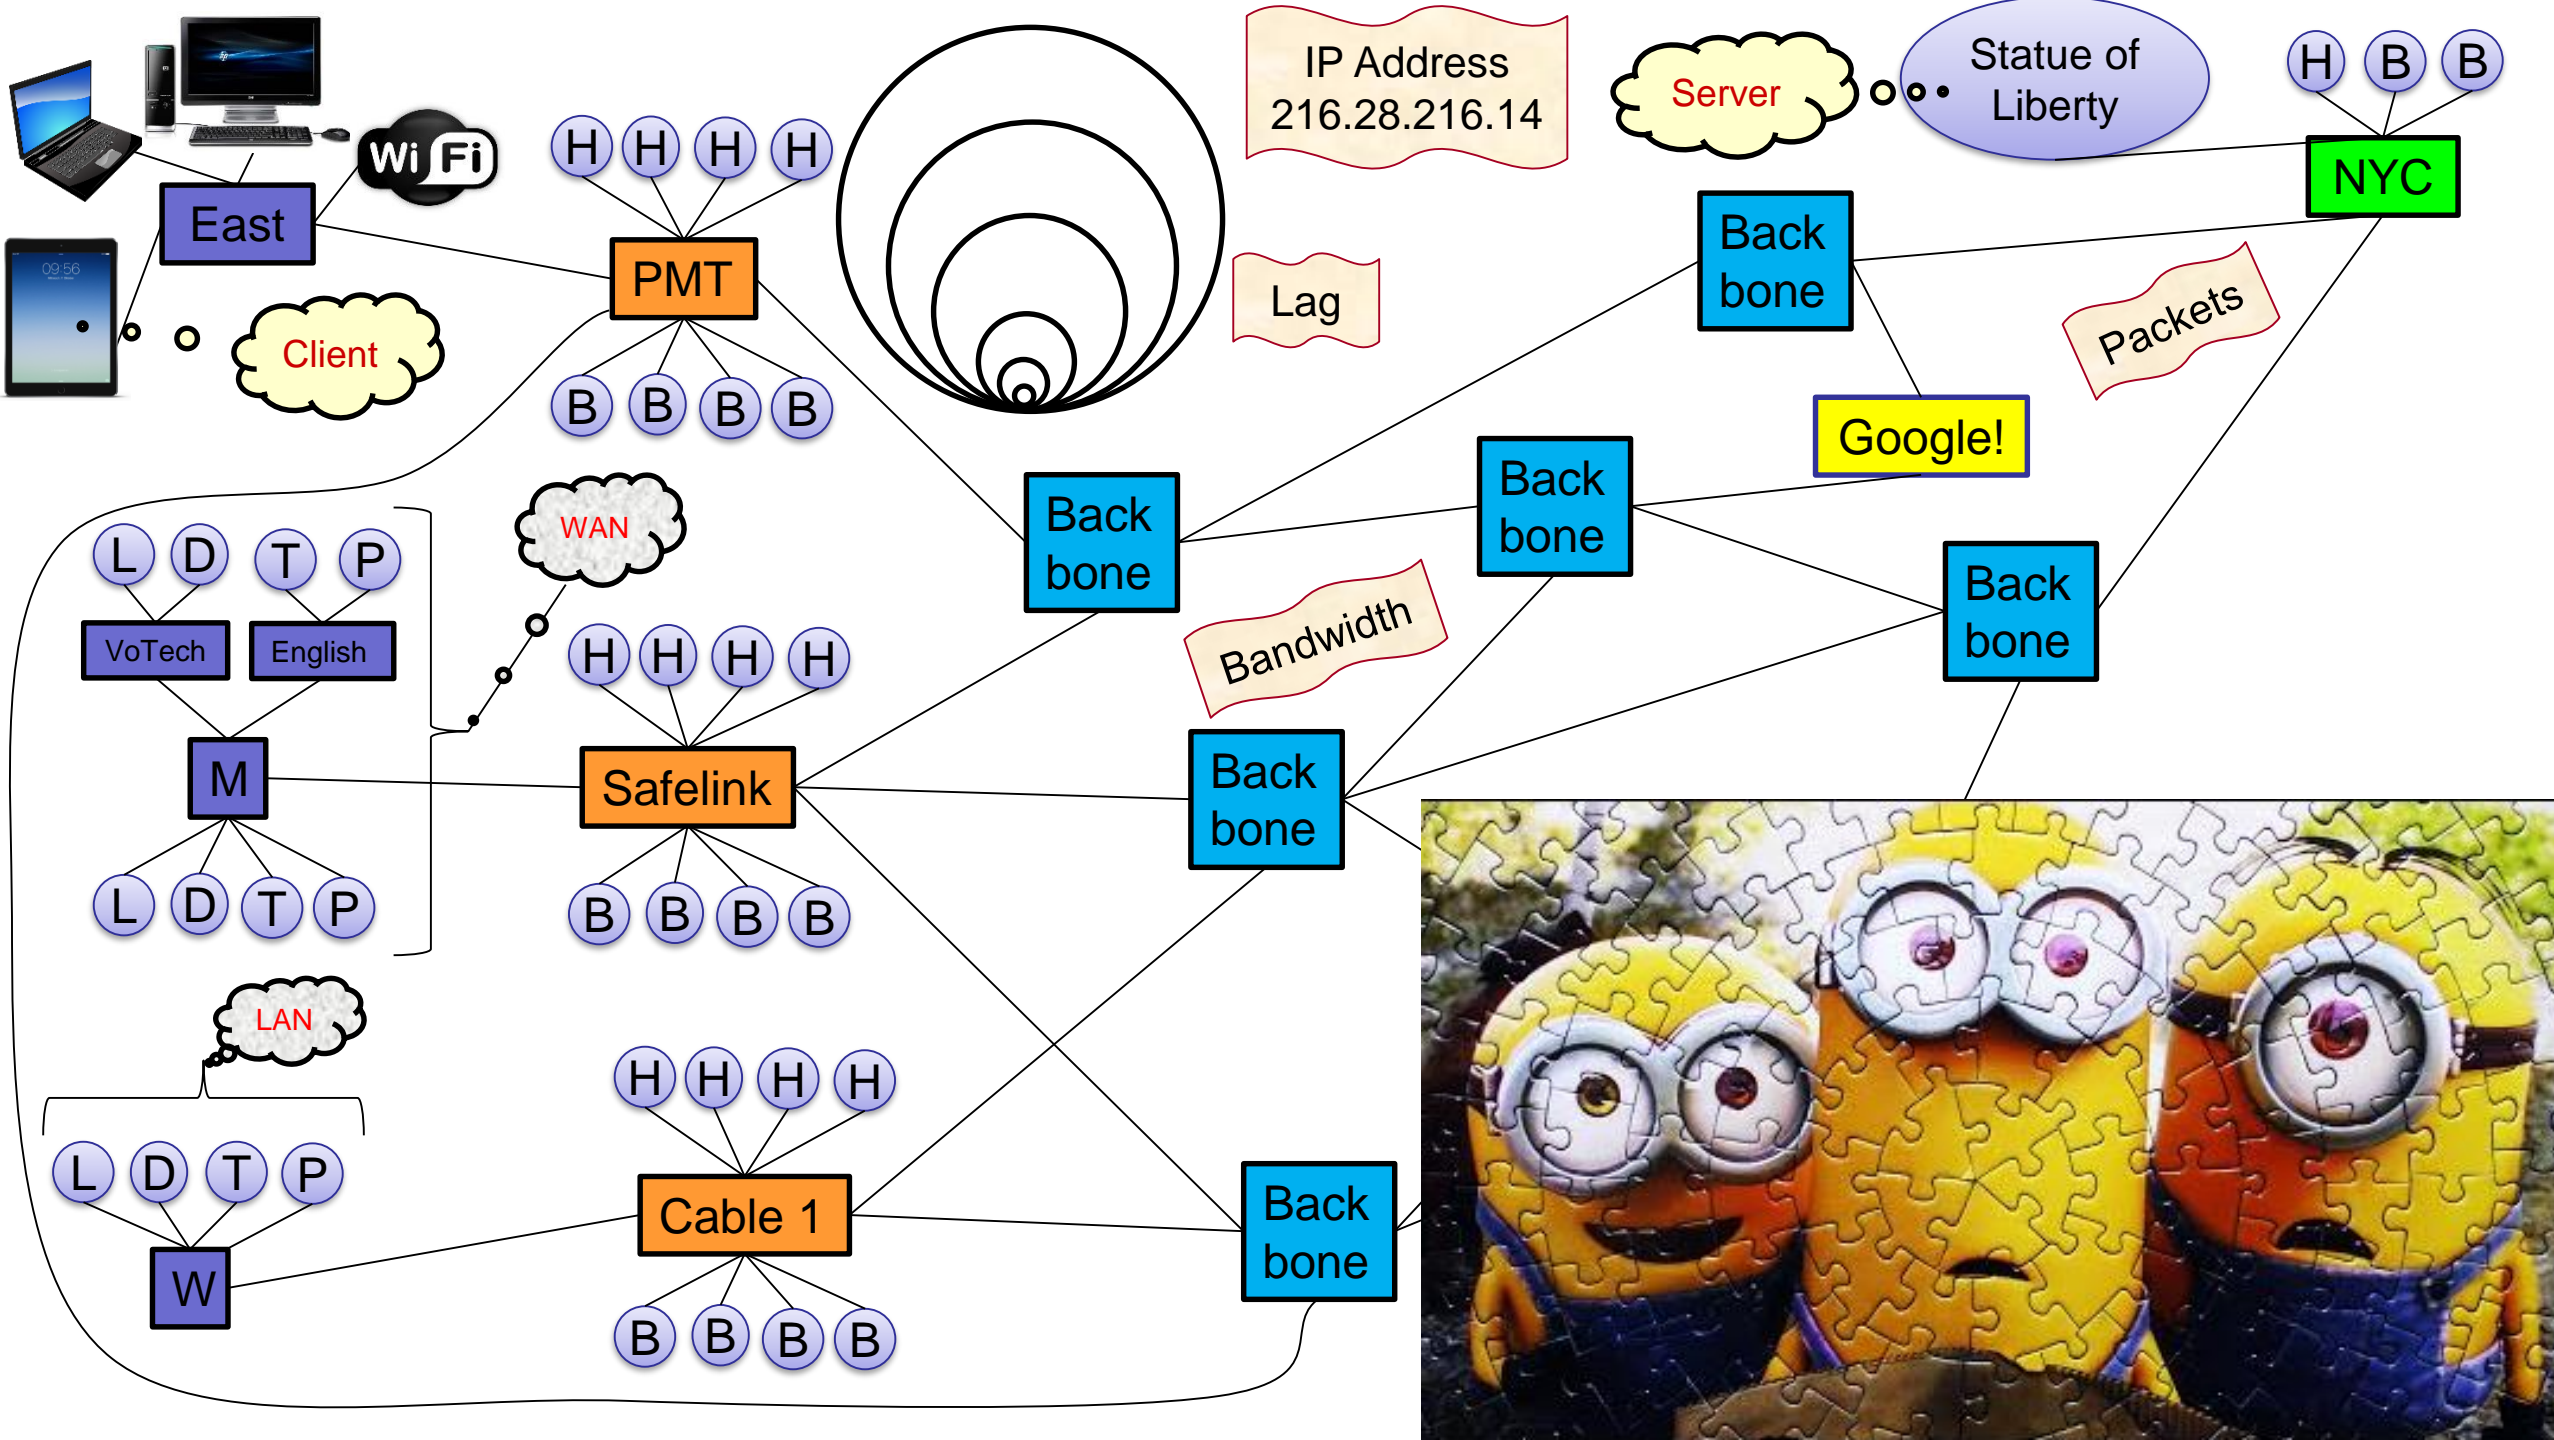 IP Address
216.28.216.14
Server
Statue of
Liberty
H B B
NYC
Wi Fi
East
H H H H
PMT
B B B B
09:56
Client
Lag
Back
bone
Packets
Google!
WAN
L D T P
VoTech English
M
L D T P
H H H H
Safelink
B B B B
Back
bone
Back
bone
Back
bone
Bandwidth
Back
bone
LAN
L D T P
W
H H H H
Cable 1
B B B B
Back
bone